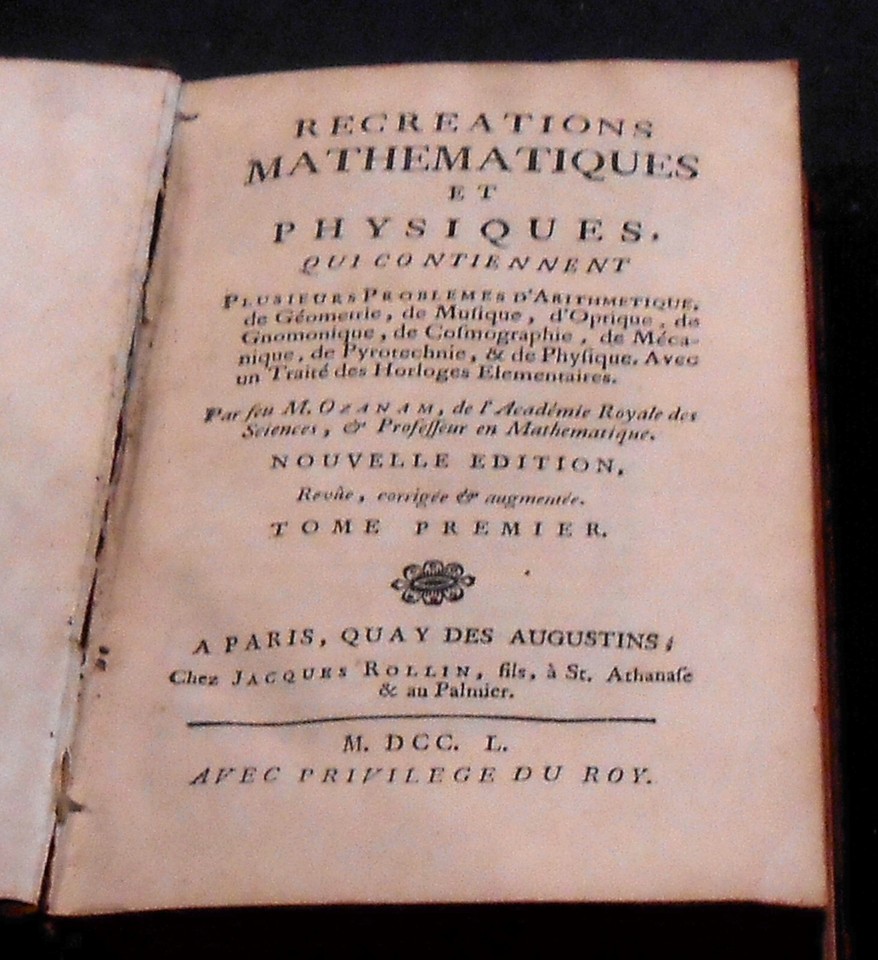 RECREATIONS
MATHEMATIQUES
ET
PHYSIQUES.
QUI CONTIENNENT
PLUSIEURS PROBLEMES D'ARITHMETIQUE,
de Géometrie, de Muſique, d'Optique, de
Gnomonique, de Coſmographie, de Méca-
nique, de Pyrotechnie, & de Phyſique. Avec
un Traité des Horloges Elementaires.
Par feu M. OZANAM, de l'Académie Royale des
Sciences, & Profeſſeur en Mathematique.
NOUVELLE EDITION,
Revûe, corrigée & augmentée.
TOME PREMIER.
A PARIS, QUAY DES AUGUSTINS;
Chez JACQUES ROLLIN, fils, à St. Athanaſe
& au Palmier.
M. DCC. L.
AVEC PRIVILEGE DU ROY.